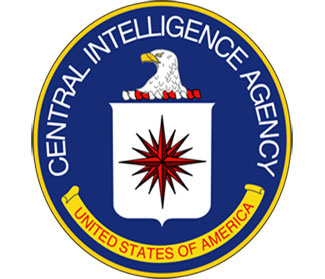 CENTRAL INTELLIGENCE AGENCY
UNITED STATES OF AMERICA